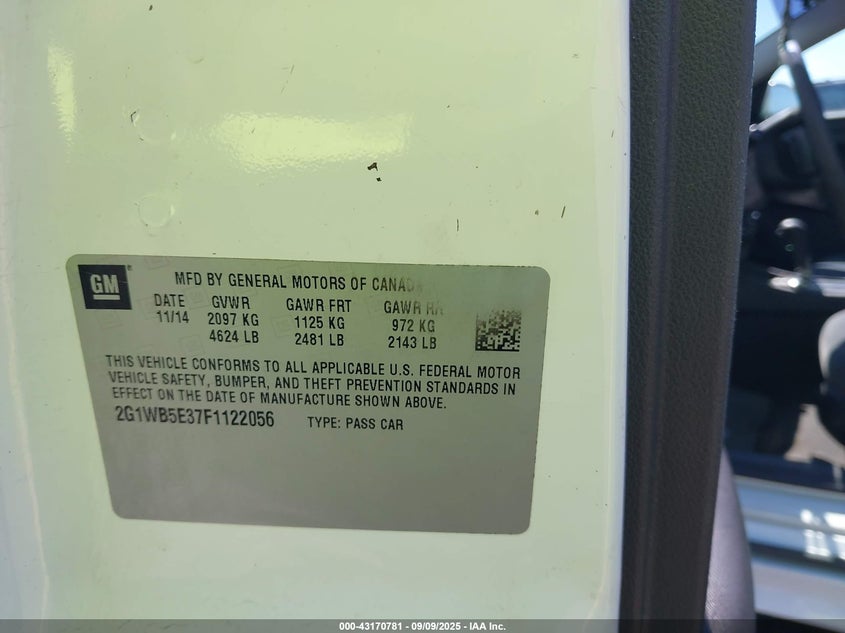 GM
MFD BY GENERAL MOTORS OF CANADA
DATE GVWR GAWR FRT GAWR RR
11/14 2097 KG 1125 KG 972 KG
4624 LB 2481 LB 2143 LB
THIS VEHICLE CONFORMS TO ALL APPLICABLE U.S. FEDERAL MOTOR
VEHICLE SAFETY, BUMPER, AND THEFT PREVENTION STANDARDS IN
EFFECT ON THE DATE OF MANUFACTURE SHOWN ABOVE.
2G1WB5E37F1122056 TYPE: PASS CAR
000-43170781 - 09/09/2025 - IAA Inc.